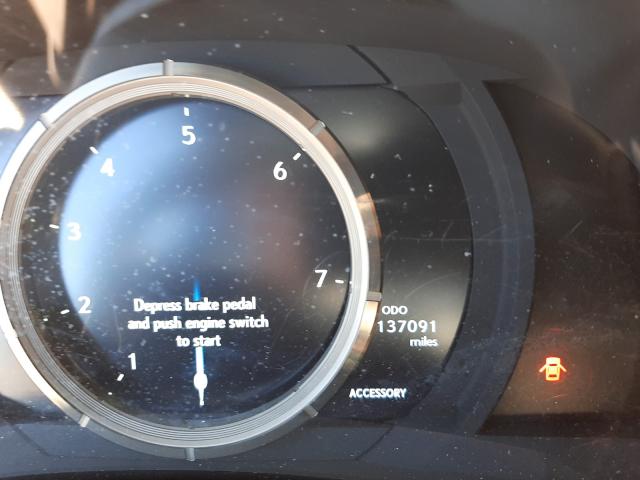 5
4
6
3
7
2
1
Depress brake pedal
and push engine switch
to start
ODO
137091
miles
ACCESSORY